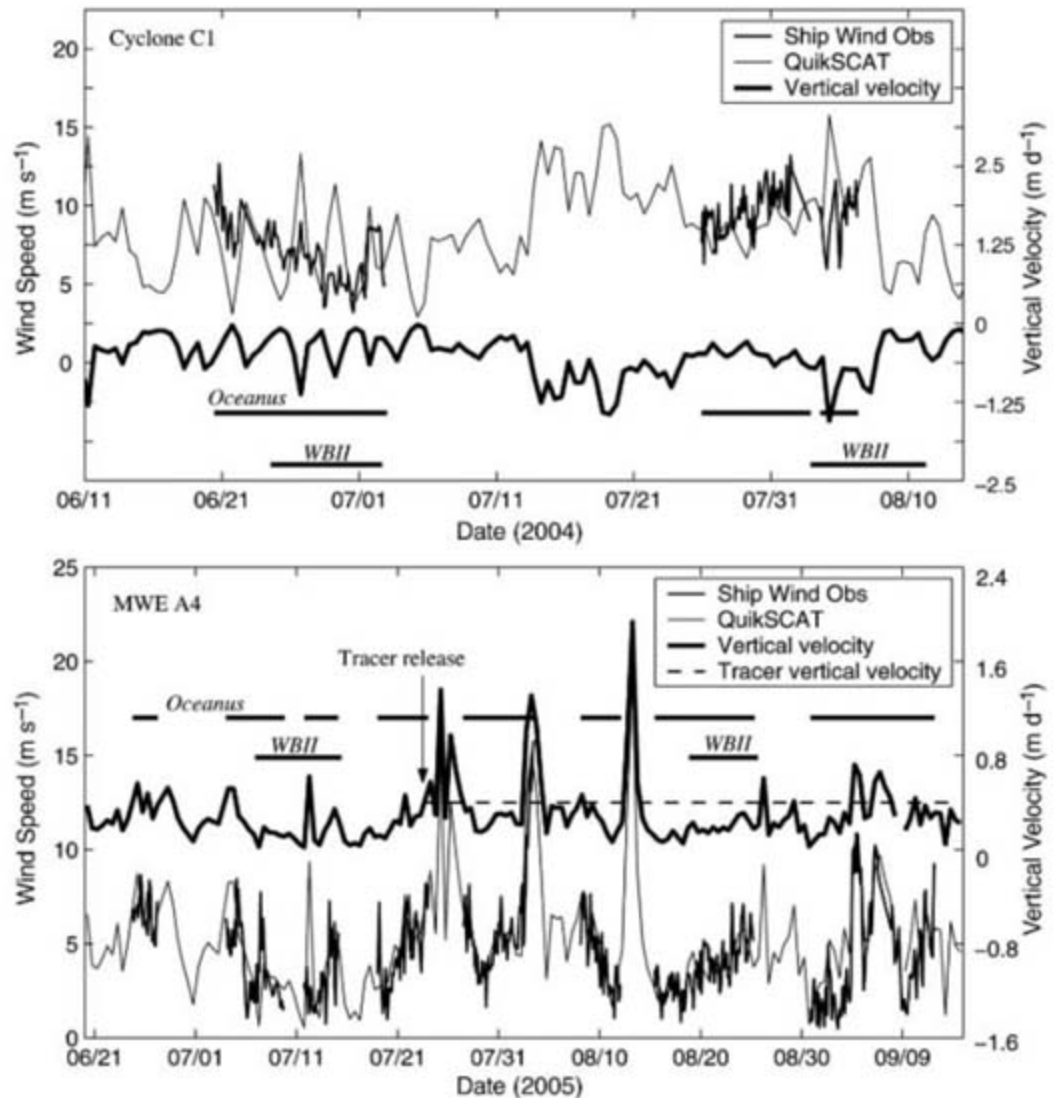 Cyclone C1
Ship Wind Obs
QuikSCAT
Vertical velocity
20
15
10
5
0
2.5
1.25
0
-1.25
-2.5
Wind Speed (m s⁻¹)
Vertical Velocity (m d⁻¹)
Oceanus
WBII
WBII
06/11 06/21 07/01 07/11 07/21 07/31 08/10
Date (2004)
MWE A4
Ship Wind Obs
QuikSCAT
Vertical velocity
Tracer vertical velocity
Tracer release
Oceanus
WBII
WBII
25
20
15
10
5
0
2.4
1.6
0.8
0
-0.8
-1.6
Wind Speed (m s⁻¹)
Vertical Velocity (m d⁻¹)
06/21 07/01 07/11 07/21 07/31 08/10 08/20 08/30 09/09
Date (2005)